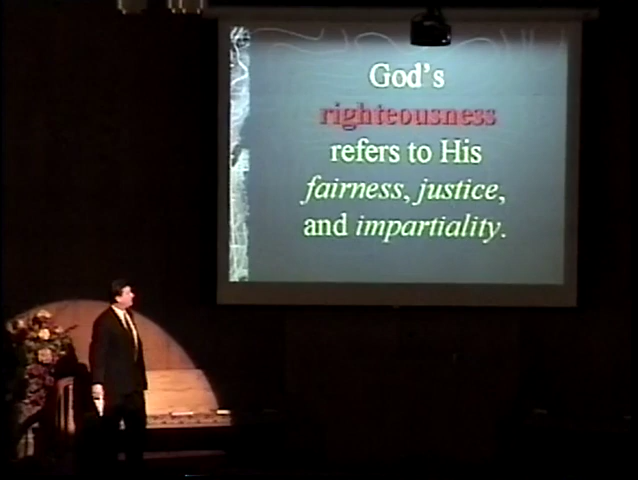 God's
righteousness
refers to His
fairness, justice,
and impartiality.